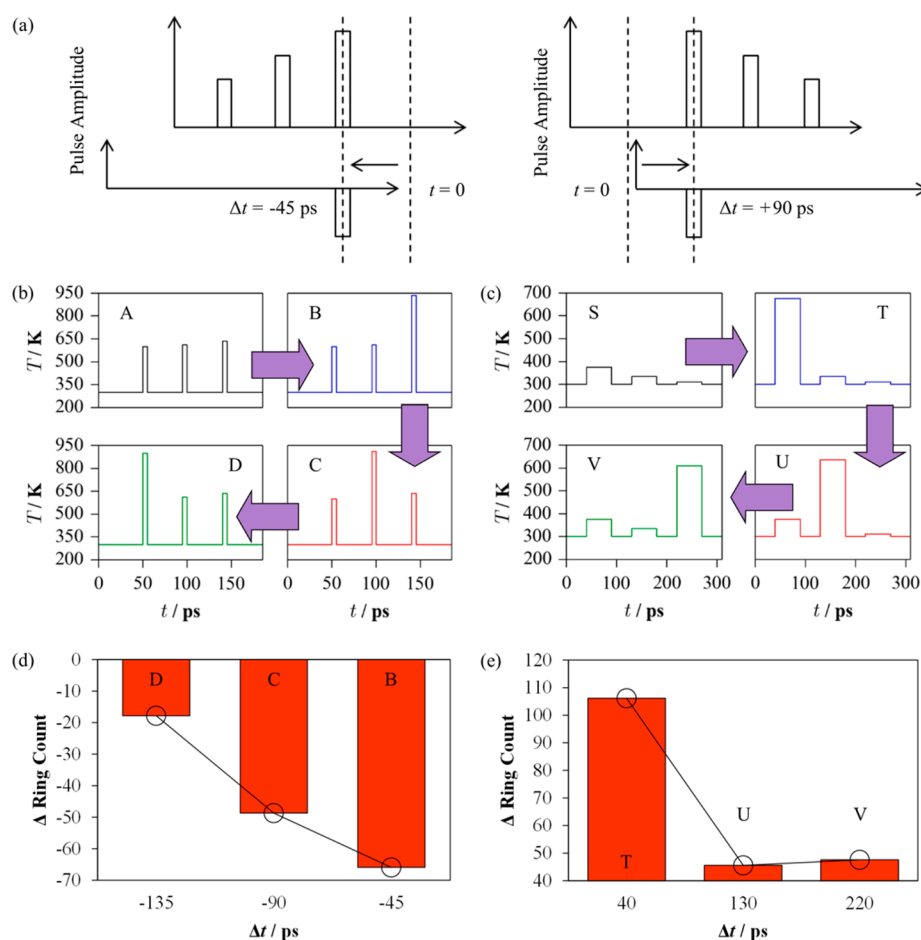 (a)
Pulse Amplitude
Pulse Amplitude
t = 0
Δt = -45 ps
t = 0
Δt = +90 ps
(b)
950
800
650
500
350
200
T / K
A
B
950
800
650
500
350
200
T / K
D
C
0 50 100 150
0 50 100 150
t / ps
t / ps
(c)
700
600
500
400
300
200
T / K
S
T
700
600
500
400
300
200
T / K
V
U
0 100 200 300
0 100 200 300
t / ps
t / ps
(d)
0
-10
-20
-30
-40
-50
-60
-70
Δ Ring Count
D
C
B
-135 -90 -45
Δt / ps
(e)
120
110
100
90
80
70
60
50
40
Δ Ring Count
T
U
V
40 130 220
Δt / ps